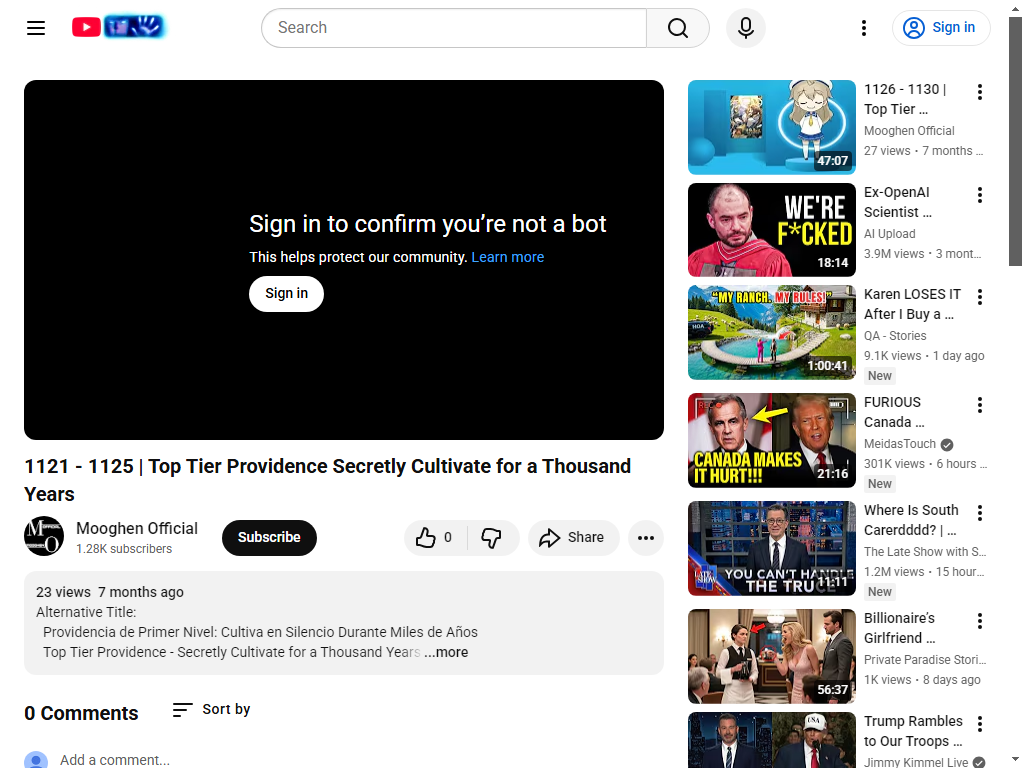 Search
Sign in
Sign in to confirm you’re not a bot
This helps protect our community. Learn more
Sign in
1121 - 1125 | Top Tier Providence Secretly Cultivate for a Thousand
Years
Mooghen Official
1.28K subscribers
Subscribe
0
Share
23 views 7 months ago
Alternative Title:
Providencia de Primer Nivel: Cultiva en Silencio Durante Miles de Años
Top Tier Providence - Secretly Cultivate for a Thousand Years ...more
0 Comments
Sort by
Add a comment...
47:07
1126 - 1130 |
Top Tier ...
Mooghen Official
27 views • 7 months ...
WE'RE
F*CKED
18:14
Ex-OpenAI
Scientist ...
AI Upload
3.9M views • 3 mont...
"MY RANCH, MY RULES!"
HOA
1:00:41
Karen LOSES IT
After I Buy a ...
QA - Stories
9.1K views • 1 day ago
New
REC
CANADA MAKES
IT HURT!!!
21:16
FURIOUS
Canada ...
MeidasTouch
301K views • 6 hours ...
New
LATE SHOW
YOU CAN'T HANDLE
THE TRUCE
11:11
Where Is South
Carerdddd? | ...
The Late Show with S...
1.2M views • 15 hour...
New
56:37
Billionaire’s
Girlfriend ...
Private Paradise Stori...
1K views • 8 days ago
USA
Trump Rambles
to Our Troops ...
Jimmy Kimmel Live